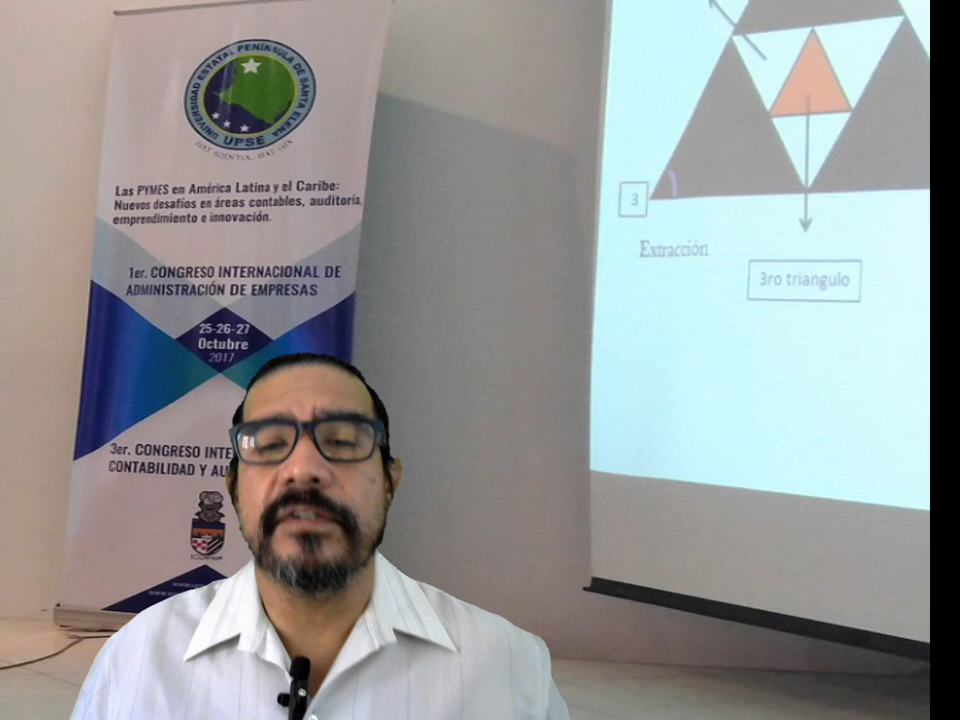 UNIVERSIDAD ESTATAL PENÍNSULA DE SANTA ELENA
UPSE
Las PYMES en América Latina y el Caribe:
Nuevos desafíos en áreas contables, auditoría,
emprendimiento e innovación.
1er. CONGRESO INTERNACIONAL DE
ADMINISTRACIÓN DE EMPRESAS
25-26-27
Octubre
2017
3er. CONGRESO INTE
CONTABILIDAD Y AU
3
Extracción
3ro triangulo